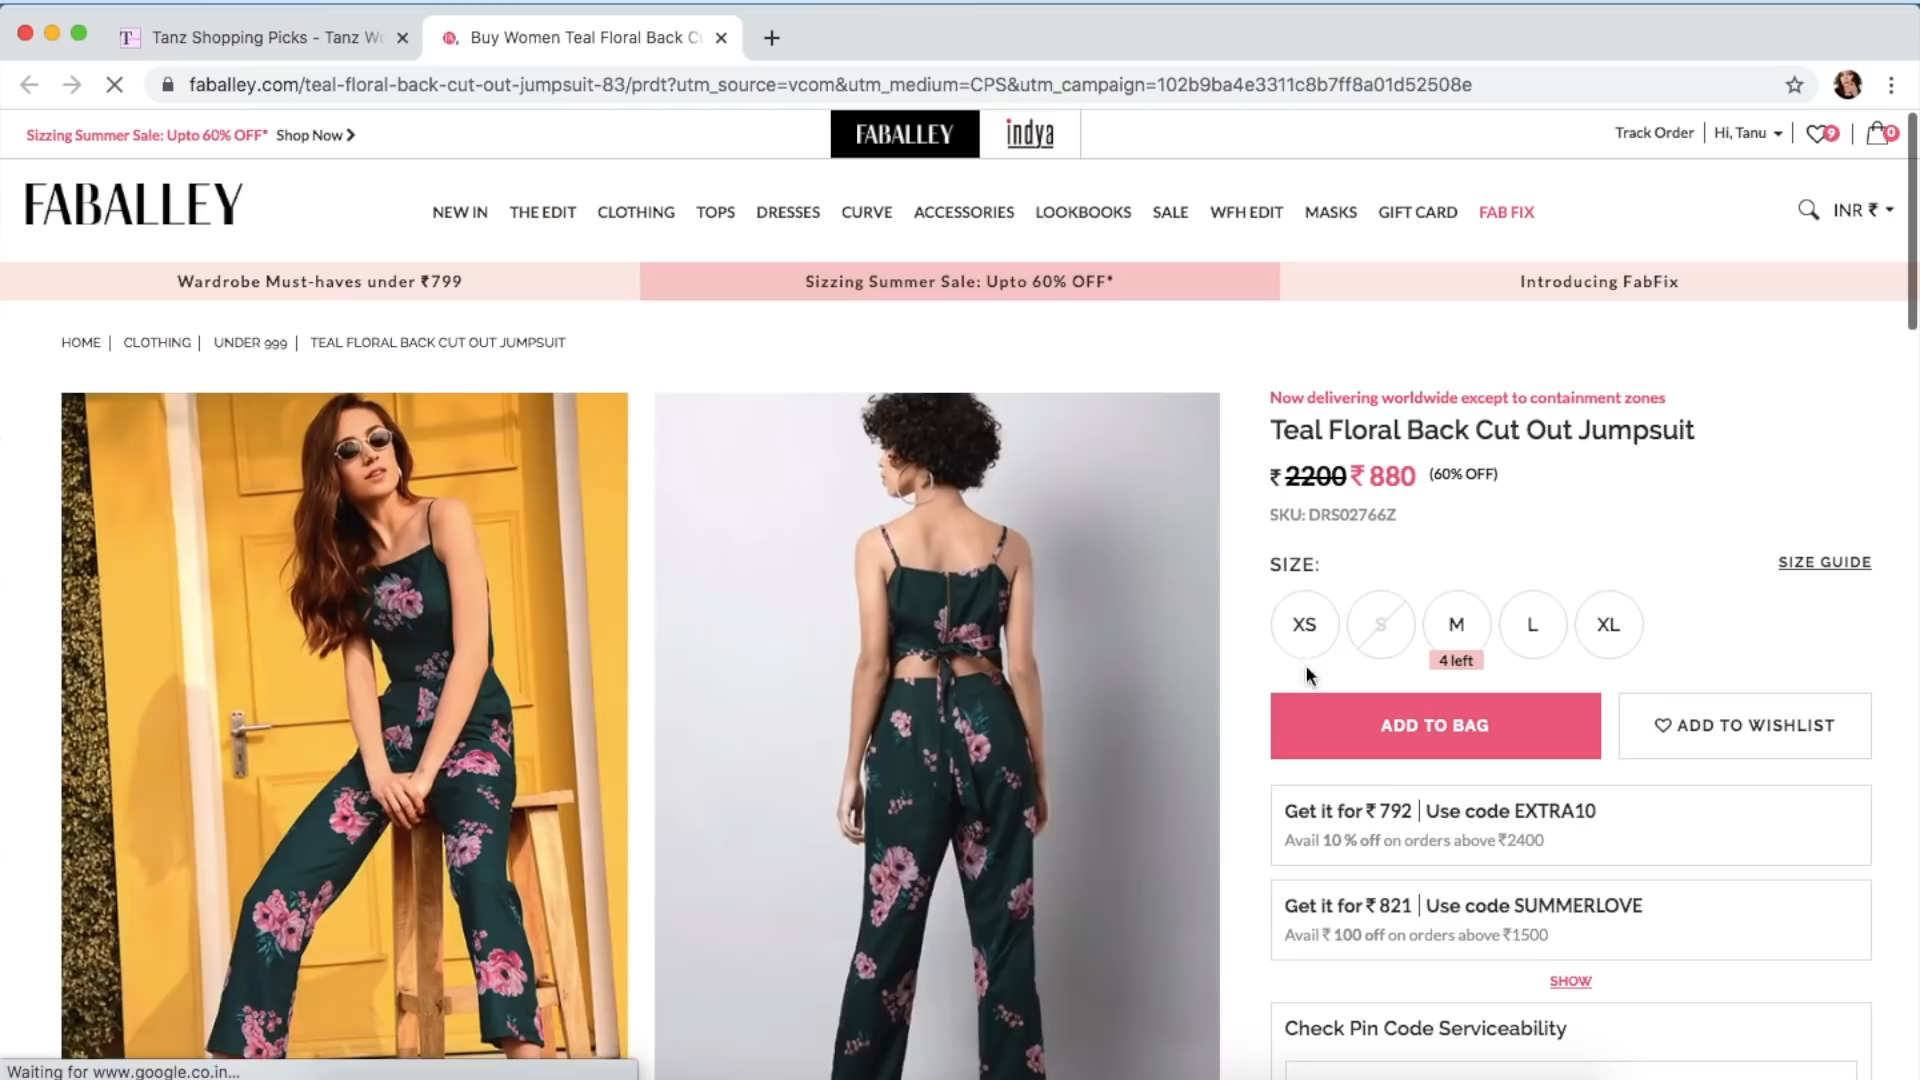 Tanz Shopping Picks - Tanz Wo
Buy Women Teal Floral Back Cu
faballey.com/teal-floral-back-cut-out-jumpsuit-83/prdt?utm_source=vcom&utm_medium=CPS&utm_campaign=102b9ba4e3311c8b7ff8a01d52508e
Sizzing Summer Sale: Upto 60% OFF* Shop Now
FABALLEY indya
Track Order Hi, Tanu 9 0
FABALLEY
NEW IN THE EDIT CLOTHING TOPS DRESSES CURVE ACCESSORIES LOOKBOOKS SALE WFH EDIT MASKS GIFT CARD FAB FIX
INR ₹
Wardrobe Must-haves under ₹799
Sizzing Summer Sale: Upto 60% OFF*
Introducing FabFix
HOME | CLOTHING | UNDER 999 | TEAL FLORAL BACK CUT OUT JUMPSUIT
Now delivering worldwide except to containment zones
Teal Floral Back Cut Out Jumpsuit
₹ 2200 ₹ 880 (60% OFF)
SKU: DRS02766Z
SIZE: SIZE GUIDE
XS S M L XL
4 left
ADD TO BAG
ADD TO WISHLIST
Get it for ₹ 792 | Use code EXTRA10
Avail 10 % off on orders above ₹2400
Get it for ₹ 821 | Use code SUMMERLOVE
Avail ₹ 100 off on orders above ₹1500
SHOW
Check Pin Code Serviceability
Waiting for www.google.co.in...